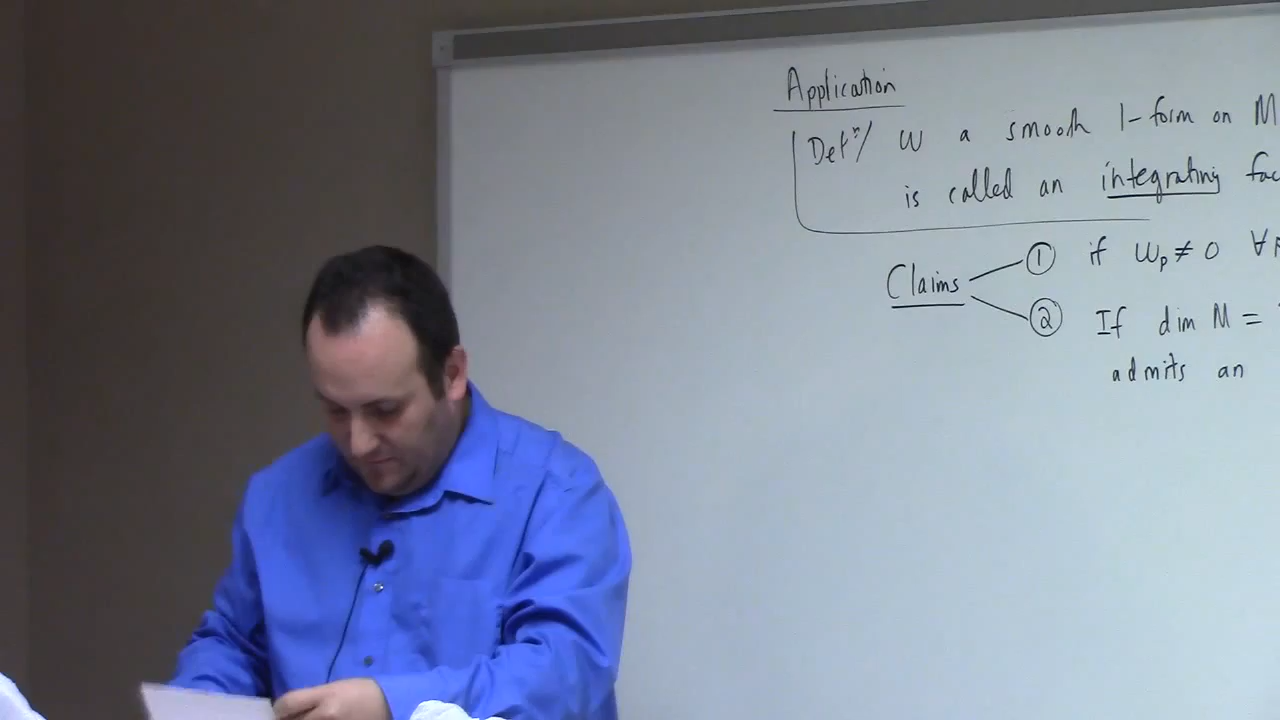 Application
Defⁿ/ ω a smooth 1-form on M
is called an integrating
Claims
① if ωₚ ≠ 0 ∀
② If dim M =
admits an